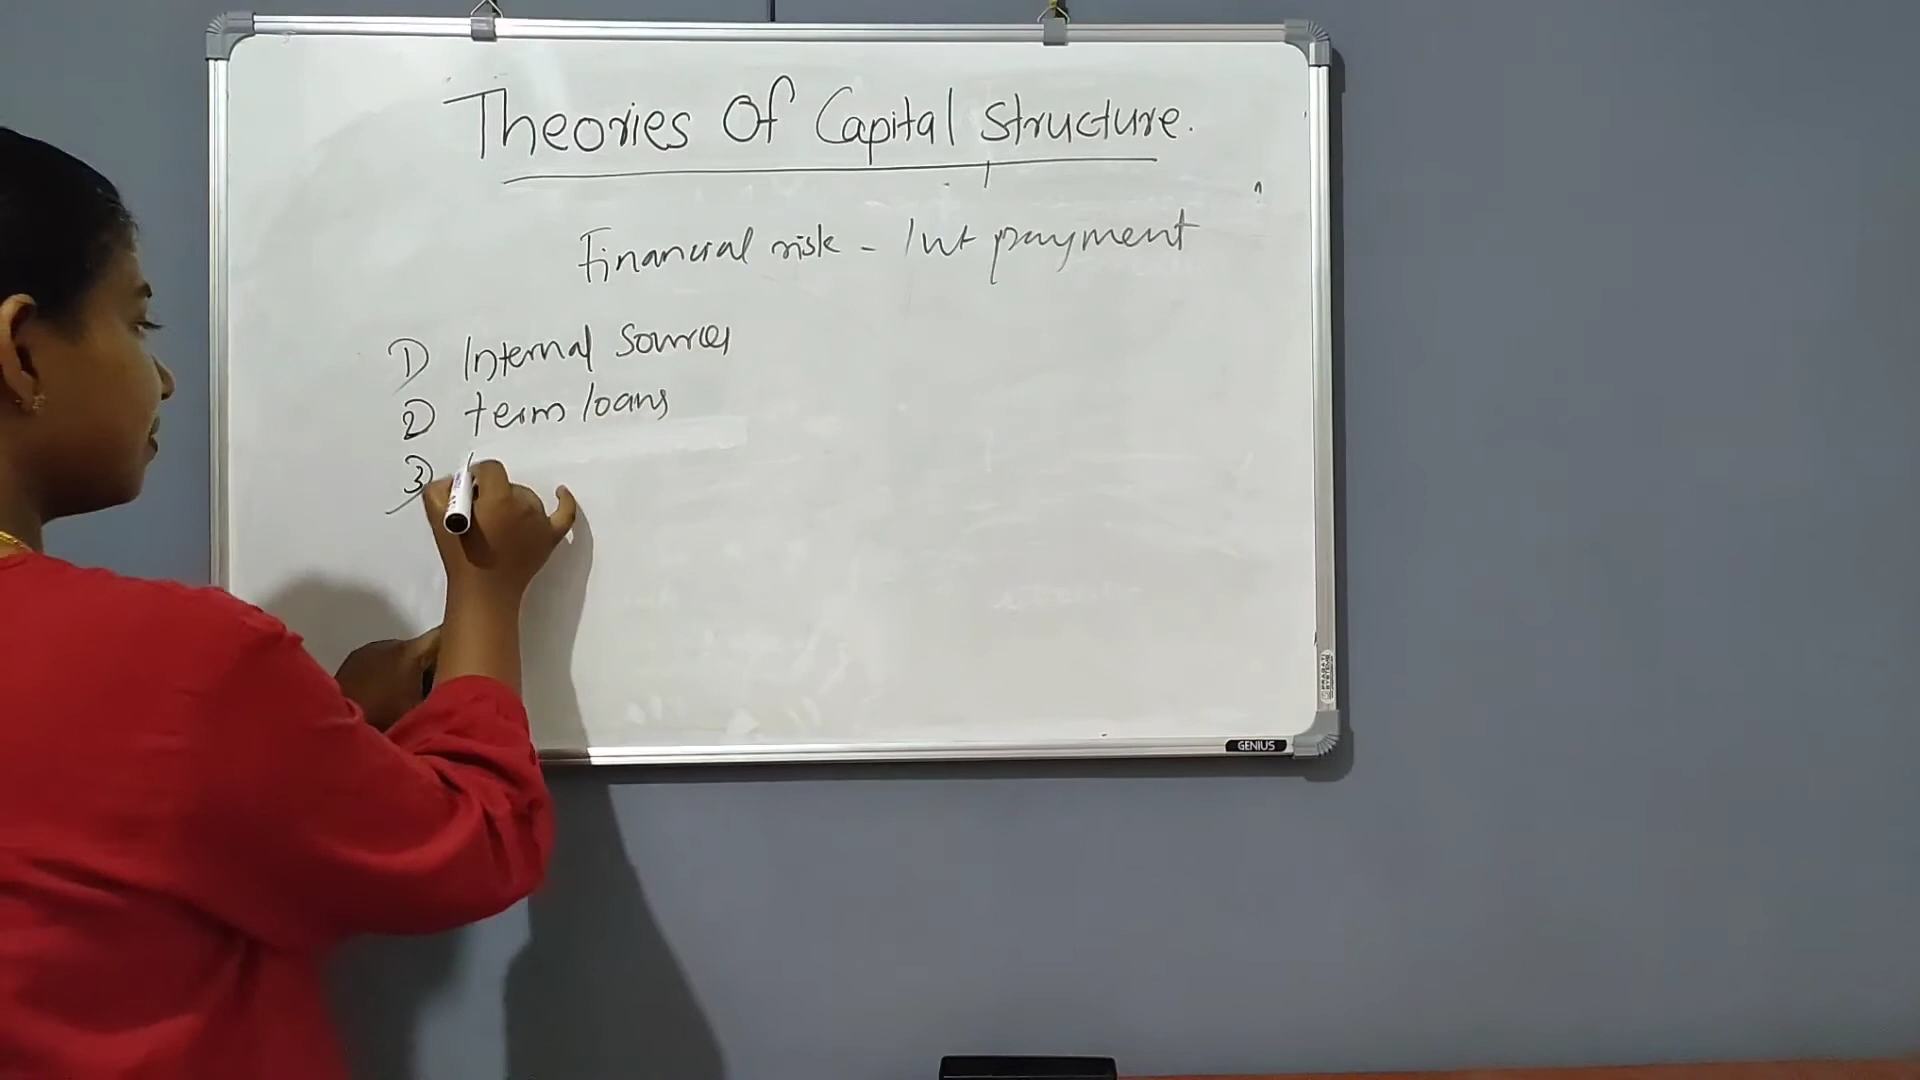 Theories Of Capital Structure.
Financial risk - Int payment
1) Internal Sources
2) term loans
3)
GENIUS